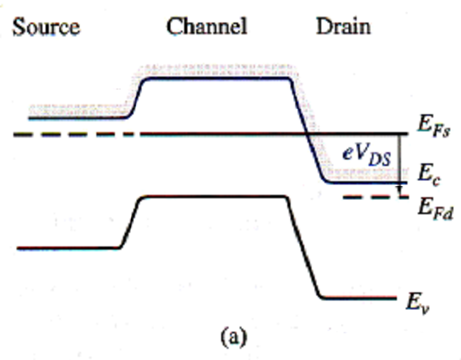 Source Channel Drain
E_Fs
eV_DS
E_c
E_Fd
E_v
(a)